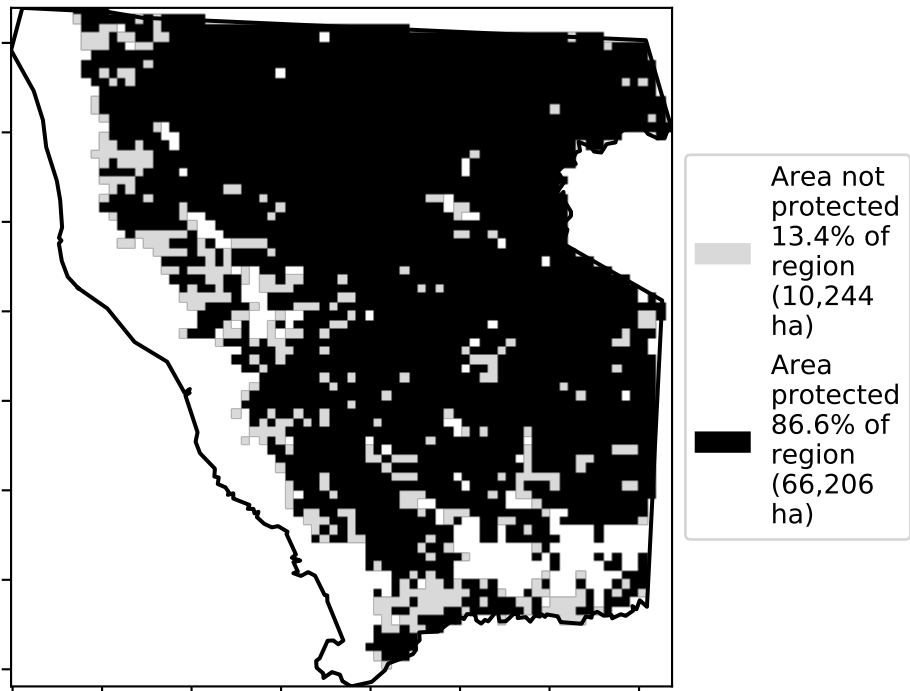 Area not
protected
13.4% of
region
(10,244
ha)
Area
protected
86.6% of
region
(66,206
ha)